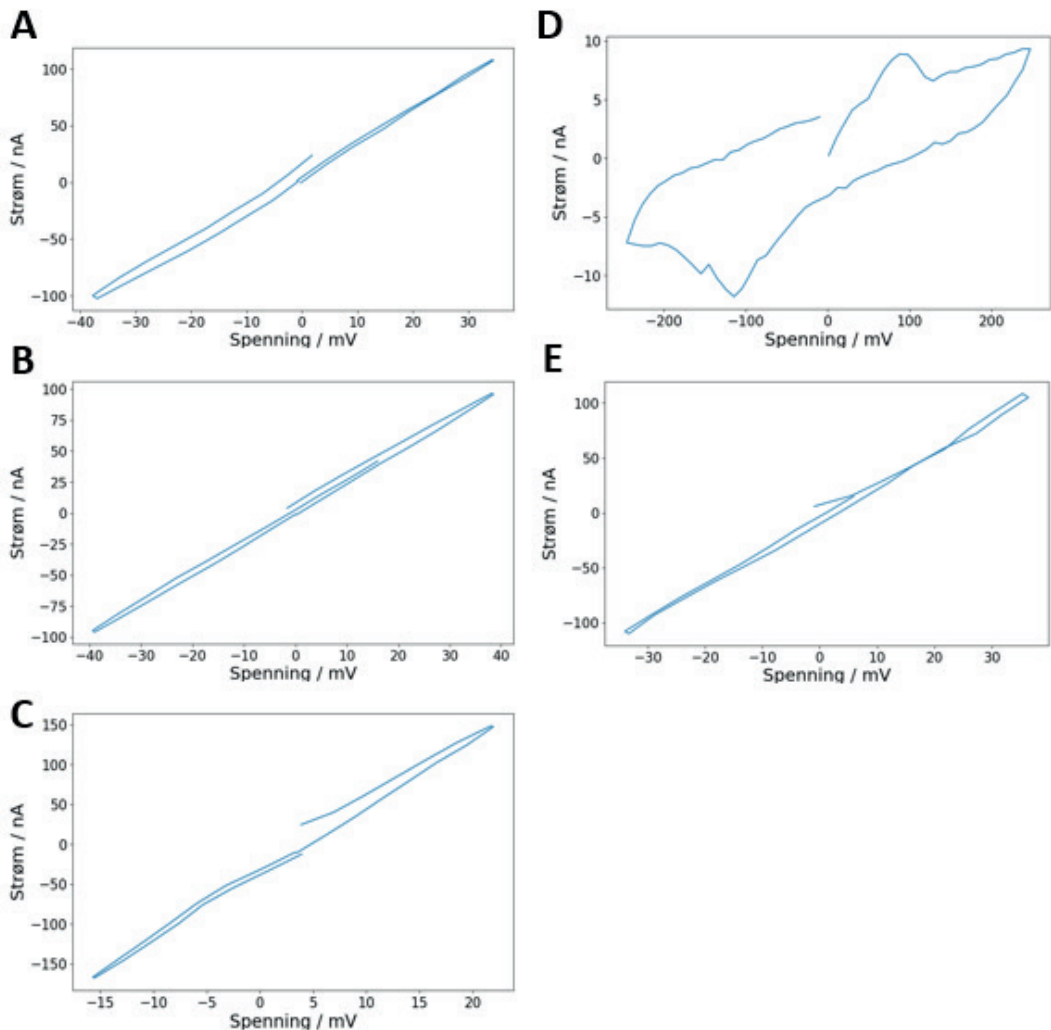 A
Strøm / nA
100
50
0
−50
−100
−40 −30 −20 −10 0 10 20 30
Spenning / mV
B
Strøm / nA
100
75
50
25
0
−25
−50
−75
−100
−40 −30 −20 −10 0 10 20 30 40
Spenning / mV
C
Strøm / nA
150
100
50
0
−50
−100
−150
−15 −10 −5 0 5 10 15 20
Spenning / mV
D
Strøm / nA
10
5
0
−5
−10
−200 −100 0 100 200
Spenning / mV
E
Strøm / nA
100
50
0
−50
−100
−30 −20 −10 0 10 20 30
Spenning / mV